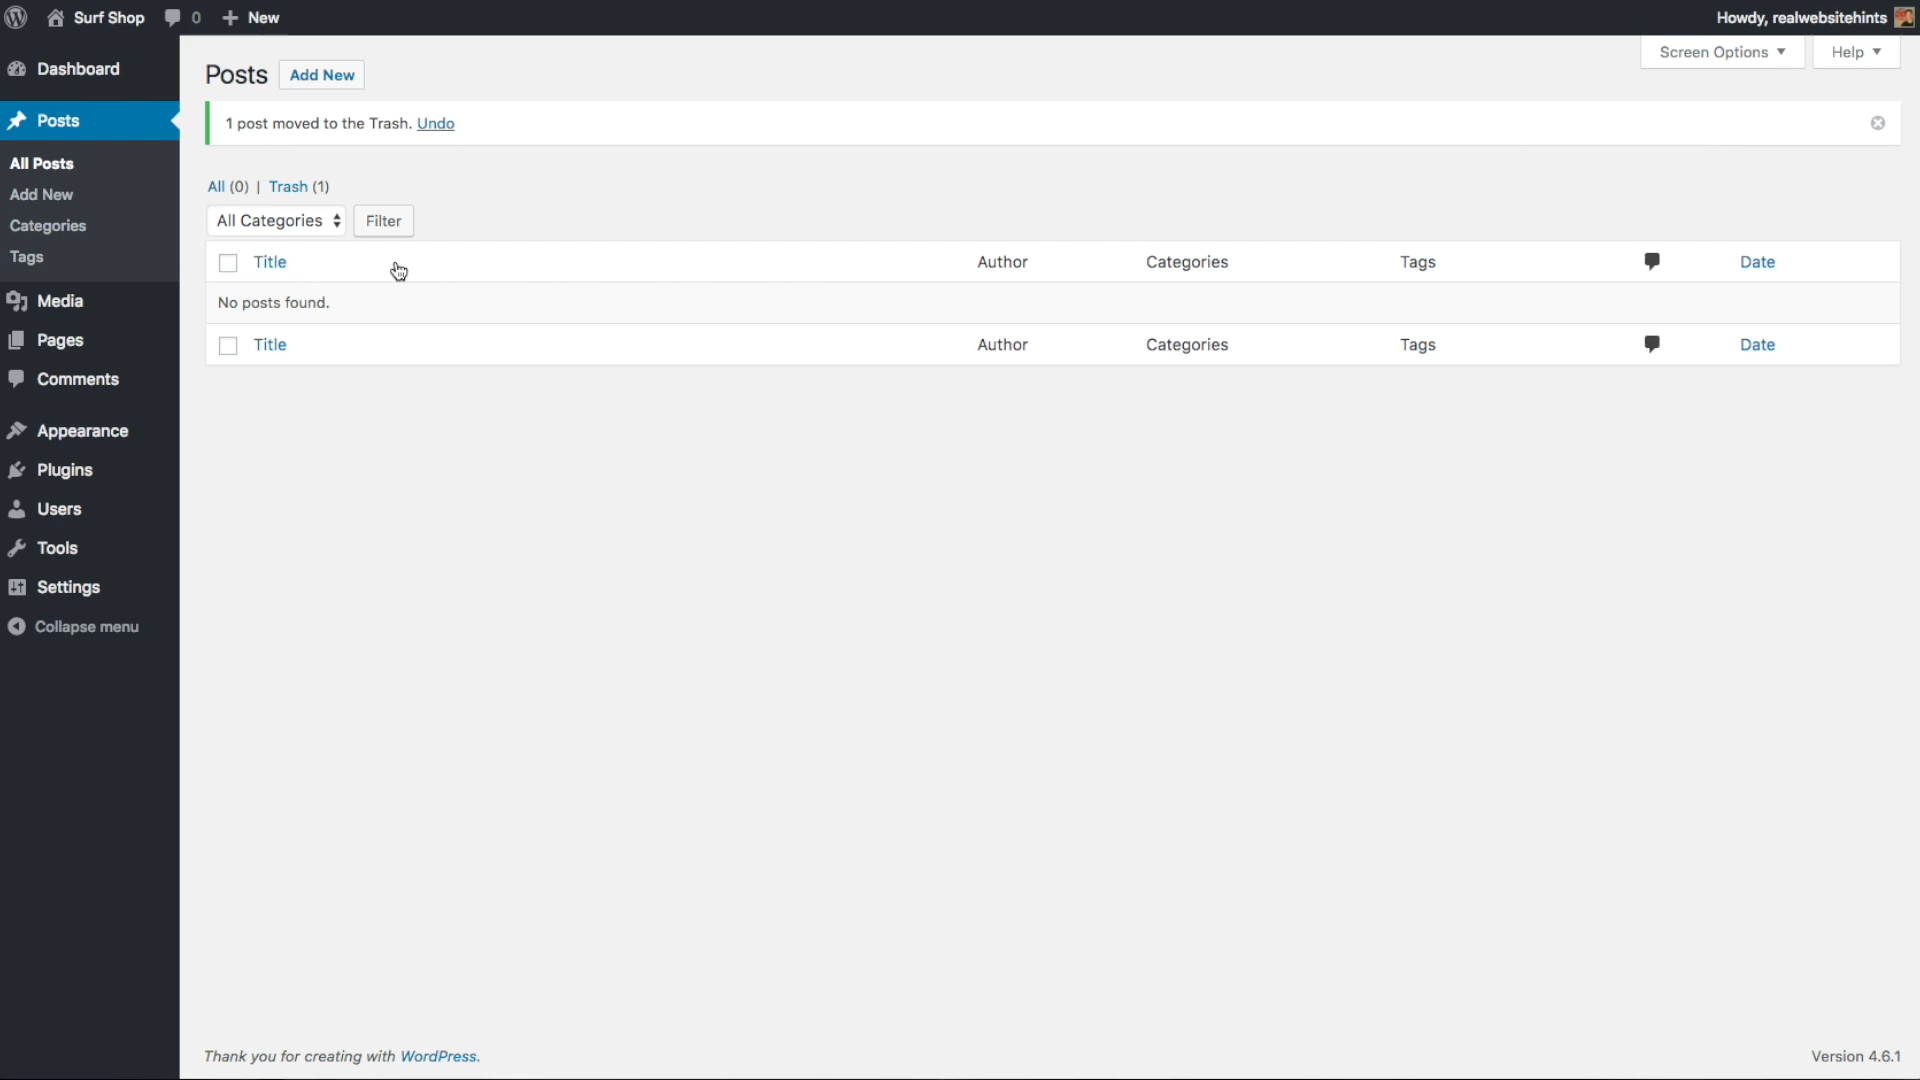 Surf Shop 0 New Howdy, realwebsitehints
Screen Options Help
Dashboard
Posts
All Posts
Add New
Categories
Tags
Media
Pages
Comments
Appearance
Plugins
Users
Tools
Settings
Collapse menu
Posts Add New
1 post moved to the Trash. Undo
All (0) | Trash (1)
All Categories Filter
Title Author Categories Tags Date
No posts found.
Title Author Categories Tags Date
Thank you for creating with WordPress. Version 4.6.1